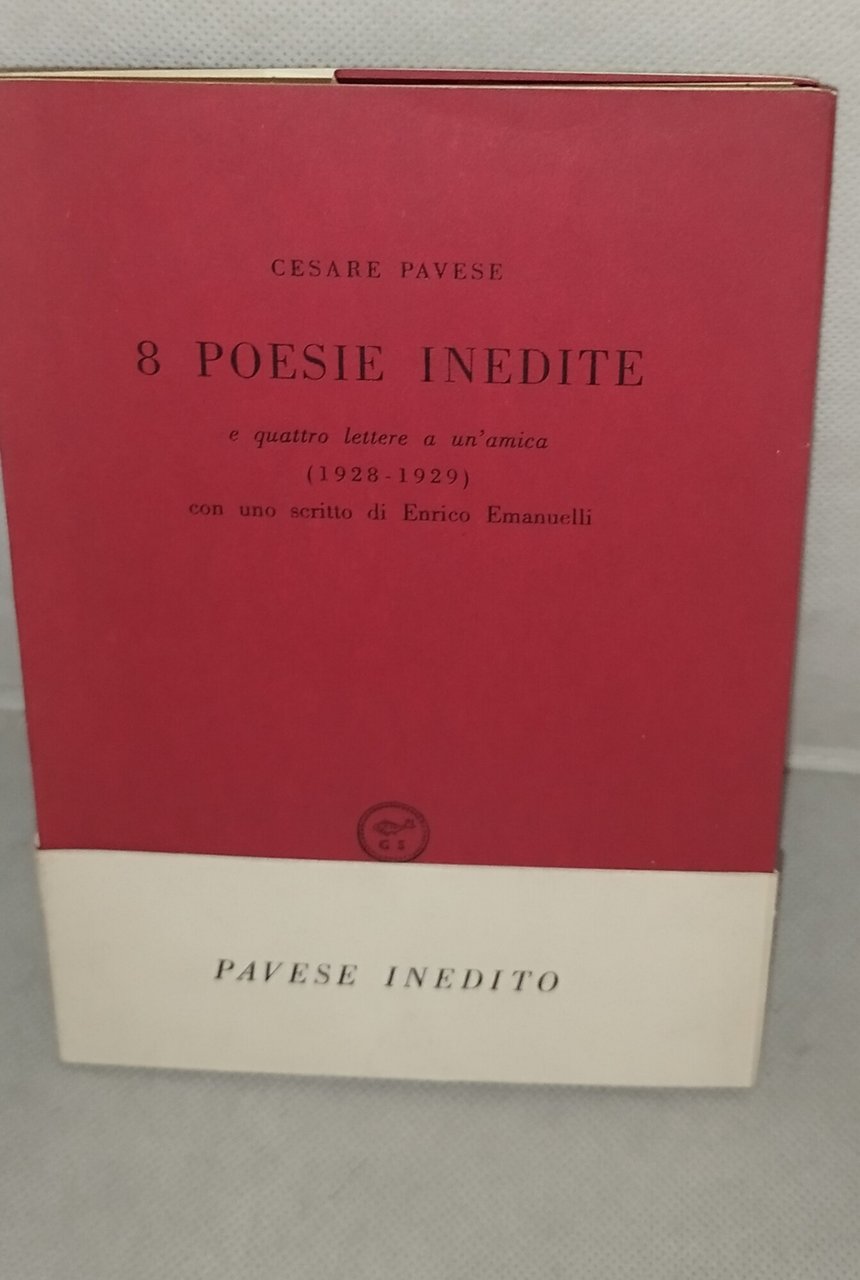 CESARE PAVESE
8 POESIE INEDITE
e quattro lettere a un'amica
(1928-1929)
con uno scritto di Enrico Emanuelli
G S
PAVESE INEDITO